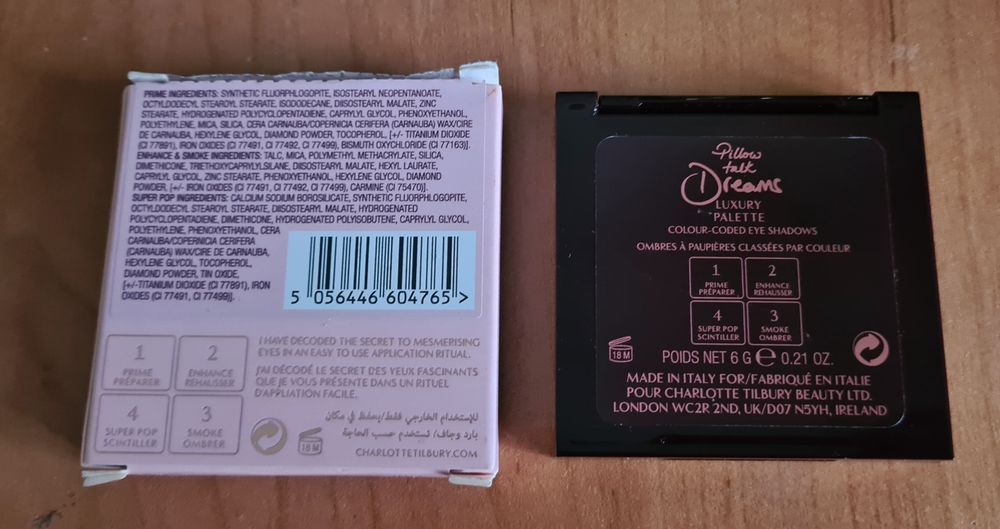 PRIME INGREDIENTS: SYNTHETIC FLUORPHLOGOPITE, ISOSTEARYL NEOPENTANOATE,
OCTYLDODECYL STEAROYL STEARATE, ISODODECANE, DIISOSTEARYL MALATE, ZINC
STEARATE, HYDROGENATED POLYCYCLOPENTADIENE, CAPRYLYL GLYCOL, PHENOXYETHANOL,
POLYETHYLENE, MICA, SILICA, CERA CARNAUBA/COPERNICIA CERIFERA (CARNAUBA) WAX/CIRE
DE CARNAUBA, HEXYLENE GLYCOL, DIAMOND POWDER, TOCOPHEROL, [+/- TITANIUM DIOXIDE
(CI 77891), IRON OXIDES (CI 77491, CI 77492, CI 77499), BISMUTH OXYCHLORIDE (CI 77163)].
ENHANCE & SMOKE INGREDIENTS: TALC, MICA, POLYMETHYL METHACRYLATE, SILICA,
DIMETHICONE, TRIETHOXYCAPRYLYLSILANE, DIISOSTEARYL MALATE, HEXYL LAURATE,
CAPRYLYL GLYCOL, ZINC STEARATE, PHENOXYETHANOL, HEXYLENE GLYCOL, DIAMOND
POWDER, [+/- IRON OXIDES (CI 77491, CI 77492, CI 77499), CARMINE (CI 75470)].
SUPER POP INGREDIENTS: CALCIUM SODIUM BOROSILICATE, SYNTHETIC FLUORPHLOGOPITE,
OCTYLDODECYL STEAROYL STEARATE, DIISOSTEARYL MALATE, HYDROGENATED
POLYCYCLOPENTADIENE, DIMETHICONE, HYDROGENATED POLYISOBUTENE, CAPRYLYL GLYCOL,
POLYETHYLENE, PHENOXYETHANOL, CERA
CARNAUBA/COPERNICIA CERIFERA
(CARNAUBA) WAX/CIRE DE CARNAUBA,
HEXYLENE GLYCOL, TOCOPHEROL,
DIAMOND POWDER, TIN OXIDE,
[+/-TITANIUM DIOXIDE (CI 77891), IRON
OXIDES (CI 77491, CI 77499)].
5 056446 604765 >
1
PRIME
PRÉPARER
2
ENHANCE
REHAUSSER
4
SUPER POP
SCINTILLER
3
SMOKE
OMBRER
I HAVE DECODED THE SECRET TO MESMERISING
EYES IN AN EASY TO USE APPLICATION RITUAL.
J'AI DÉCODÉ LE SECRET DES YEUX FASCINANTS
QUE JE VOUS PRÉSENTE DANS UN RITUEL
D'APPLIATION FACILE.
للإستخدام الخارجي فقط/يحفظ في مكان
بارد وجاف/ تستخدم حسب الحاجة
18 M
CHARLOTTETILBURY.COM
Pillow
talk
Dreams
LUXURY
PALETTE
COLOUR-CODED EYE SHADOWS
OMBRES À PAUPIÈRES CLASSÉES PAR COULEUR
1
PRIME
PRÉPARER
2
ENHANCE
REHAUSSER
4
SUPER POP
SCINTILLER
3
SMOKE
OMBRER
18 M
POIDS NET 6 G ℮ 0.21 OZ.
MADE IN ITALY FOR/FABRIQUÉ EN ITALIE
POUR CHARLOTTE TILBURY BEAUTY LTD.
LONDON WC2R 2ND, UK/D07 N5YH, IRELAND